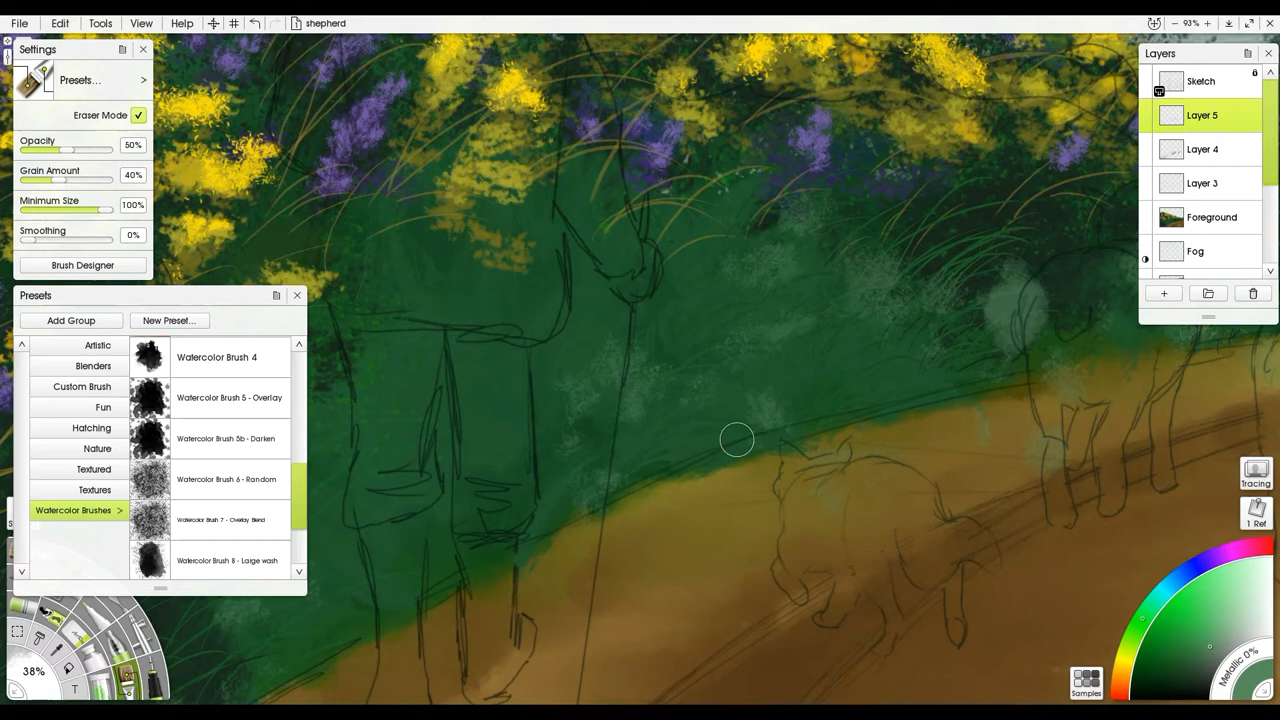 File Edit Tools View Help shepherd - 93% +
Settings
Presets... >
Eraser Mode
Opacity
50%
Grain Amount
40%
Minimum Size
100%
Smoothing
0%
Brush Designer
Presets
Add Group New Preset...
Artistic
Blenders
Custom Brush
Fun
Hatching
Nature
Textured
Textures
Watercolor Brushes >
Watercolor Brush 4
Watercolor Brush 5 - Overlay
Watercolor Brush 5b - Darken
Watercolor Brush 6 - Random
Watercolor Brush 7 - Overlay Blend
Watercolor Brush 8 - Large wash
38%
T
Layers
Sketch
Layer 5
Layer 4
Layer 3
Foreground
Fog
Tracing
1 Ref
Metallic 0%
Samples